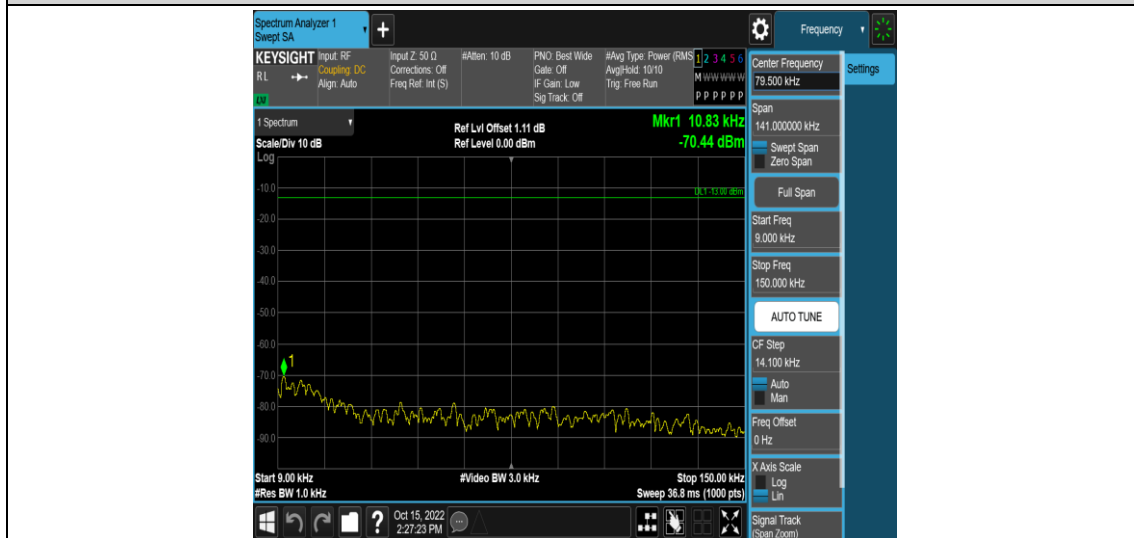 Spectrum Analyzer 1
Swept SA
+
Frequency
KEYSIGHT
Input: RF
Input Z: 50 Ω
#Atten: 10 dB
PNO: Best Wide
#Avg Type: Power (RMS
1 2 3 4 5 6
RL
Coupling: DC
Corrections: Off
Gate: Off
Avg|Hold: 10/10
M W W W W W
Align: Auto
Freq Ref: Int (S)
IF Gain: Low
Trig: Free Run
Sig Track: Off
P P P P P P
1 Spectrum
Ref Lvl Offset 1.11 dB
Mkr1 10.83 kHz
Scale/Div 10 dB
Ref Level 0.00 dBm
-70.44 dBm
Log
-10.0
DL1 -13.00 dBm
-20.0
-30.0
-40.0
-50.0
-60.0
1
-70.0
-80.0
-90.0
Start 9.00 kHz
#Video BW 3.0 kHz
Stop 150.00 kHz
#Res BW 1.0 kHz
Sweep 36.8 ms (1000 pts)
?
Oct 15, 2022
2:27:23 PM
Center Frequency
79.500 kHz
Settings
Span
141.000000 kHz
Swept Span
Zero Span
Full Span
Start Freq
9.000 kHz
Stop Freq
150.000 kHz
AUTO TUNE
CF Step
14.100 kHz
Auto
Man
Freq Offset
0 Hz
X Axis Scale
Log
Lin
Signal Track
(Span Zoom)